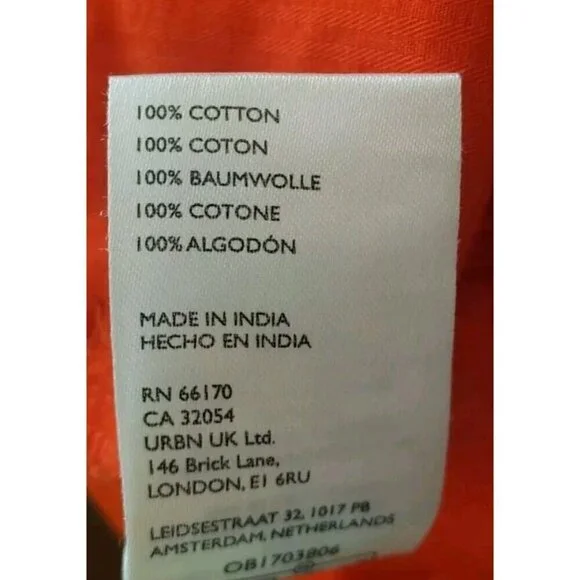 100% COTTON
100% COTON
100% BAUMWOLLE
100% COTONE
100% ALGODÓN
MADE IN INDIA
HECHO EN INDIA
RN 66170
CA 32054
URBN UK Ltd.
146 Brick Lane,
LONDON, E1 6RU
LEIDSESTRAAT 32, 1017 PB
AMSTERDAM, NETHERLANDS
OB1703806